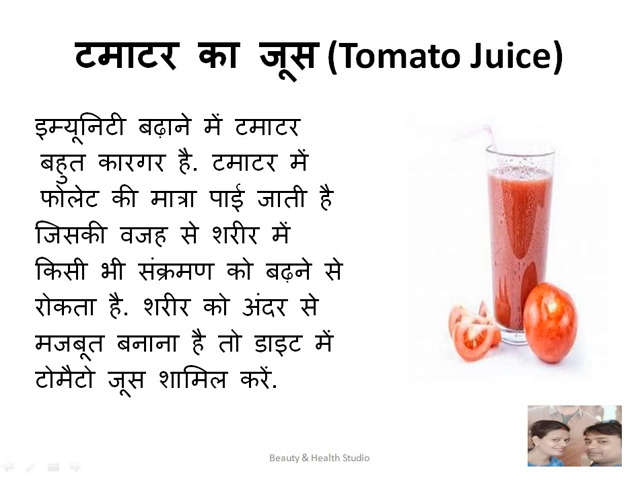 टमाटर का जूस (Tomato Juice)
इम्यूनिटी बढ़ाने में टमाटर
बहुत कारगर है. टमाटर में
फोलेट की मात्रा पाई जाती है
जिसकी वजह से शरीर में
किसी भी संक्रमण को बढ़ने से
रोकता है. शरीर को अंदर से
मजबूत बनाना है तो डाइट में
टोमैटो जूस शामिल करें.
Beauty & Health Studio